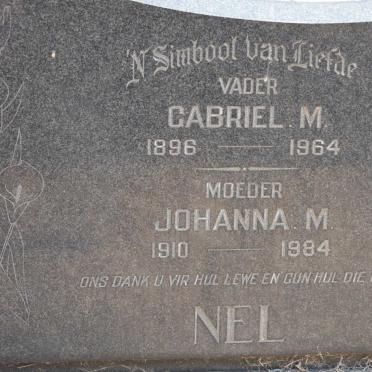 'N Simbool van Liefde
VADER
GABRIEL. M.
1896 — 1964
MOEDER
JOHANNA. M.
1910 — 1984
ONS DANK U VIR HUL LEWE EN GUN HUL DIE
NEL